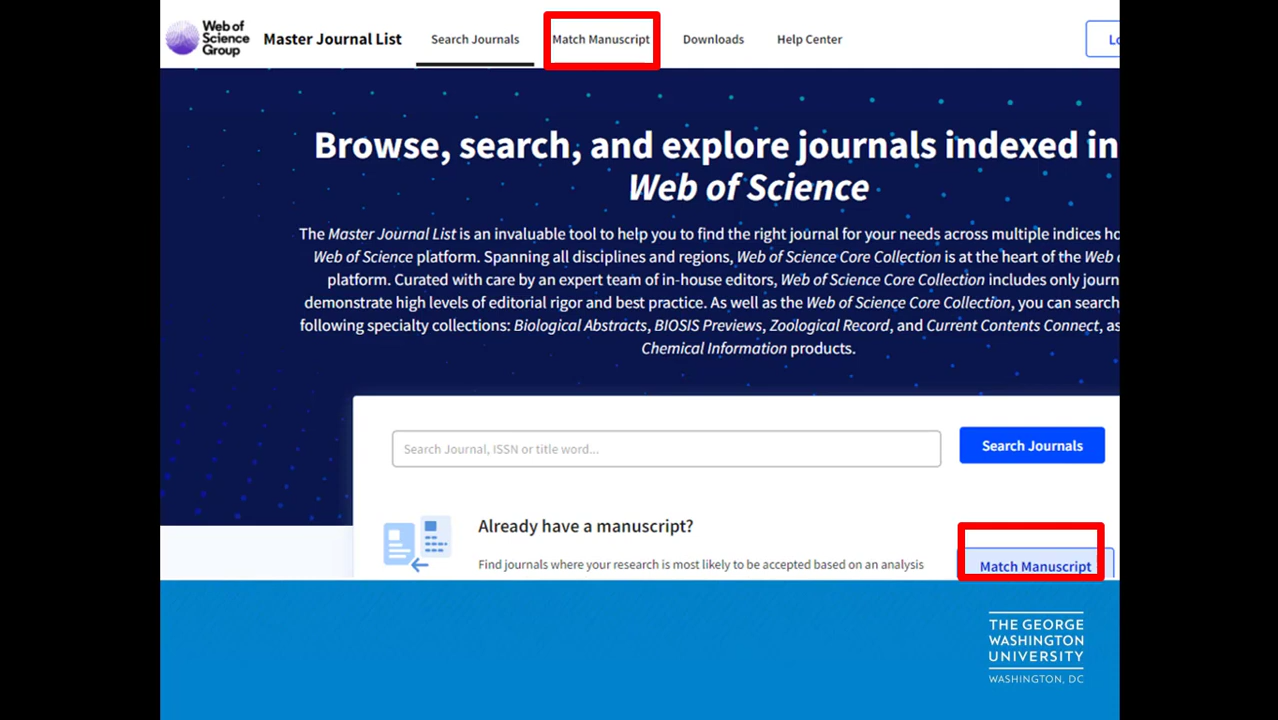 Web of
Science
Group
Master Journal List
Search Journals
Match Manuscript
Downloads
Help Center
Browse, search, and explore journals indexed in
Web of Science
The Master Journal List is an invaluable tool to help you to find the right journal for your needs across multiple indices
Web of Science platform. Spanning all disciplines and regions, Web of Science Core Collection is at the heart of the Web
platform. Curated with care by an expert team of in-house editors, Web of Science Core Collection includes only
demonstrate high levels of editorial rigor and best practice. As well as the Web of Science Core Collection, you can search
following specialty collections: Biological Abstracts, BIOSIS Previews, Zoological Record, and Current Contents Connect,
Chemical Information products.
Search Journal, ISSN or title word...
Search Journals
Already have a manuscript?
Find journals where your research is most likely to be accepted based on an analysis
Match Manuscript
THE GEORGE
WASHINGTON
UNIVERSITY
WASHINGTON, DC